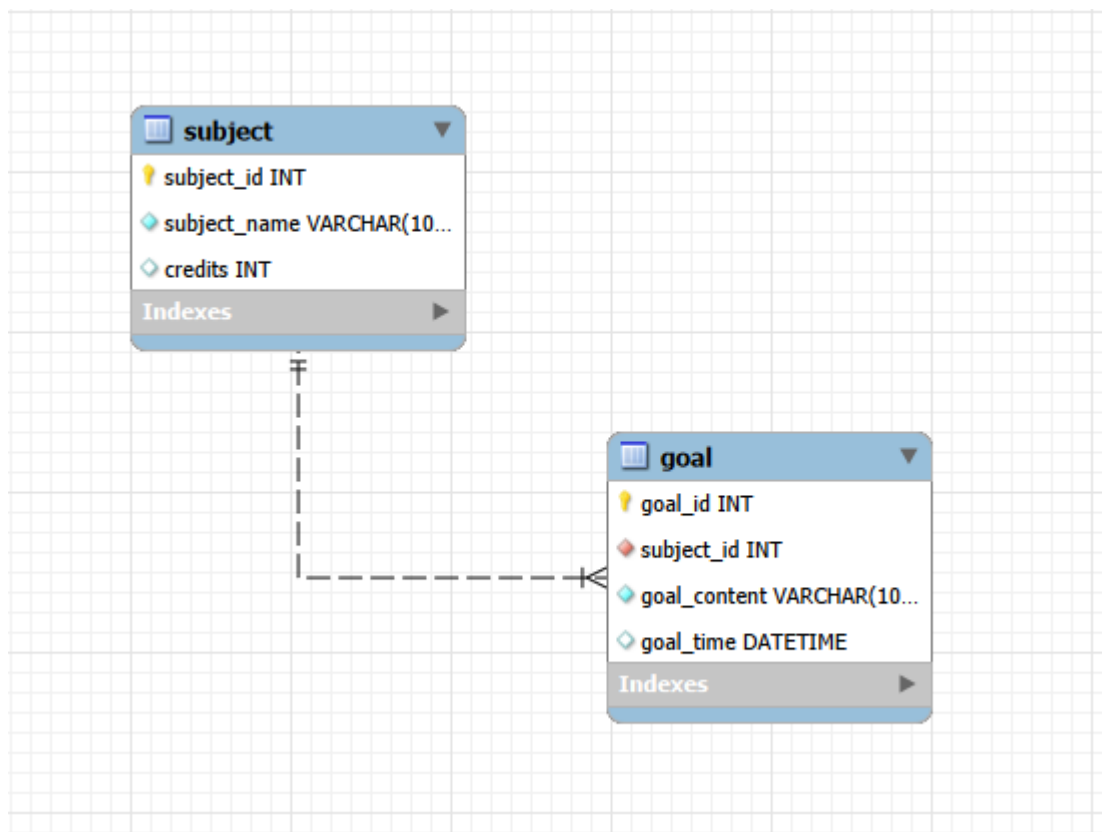 subject
subject_id INT
subject_name VARCHAR(10...
credits INT
Indexes
goal
goal_id INT
subject_id INT
goal_content VARCHAR(10...
goal_time DATETIME
Indexes